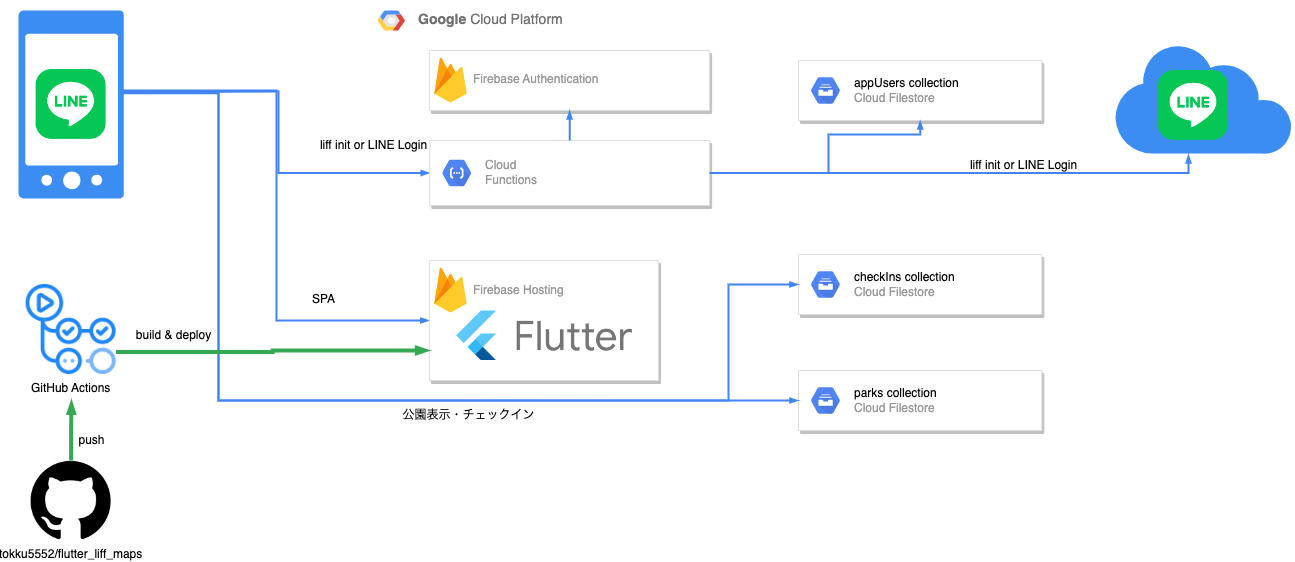 Google Cloud Platform
LINE
Firebase Authentication
appUsers collection
Cloud Filestore
LINE
liff init or LINE Login
Cloud
Functions
liff init or LINE Login
Firebase Hosting
Flutter
SPA
checkIns collection
Cloud Filestore
build & deploy
GitHub Actions
公園表示・チェックイン
parks collection
Cloud Filestore
push
tokku5552/flutter_liff_maps